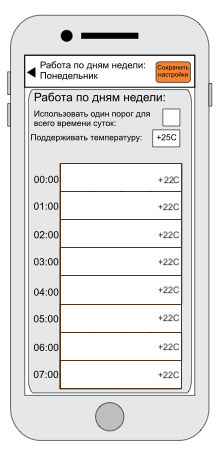 Работа по дням недели:
Понедельник
Сохранить
настройки
Работа по дням недели:
Использовать один порог для
всего времени суток:
Поддерживать температуру: +25C
00:00 +22C
01:00 +22C
02:00 +22C
03:00 +22C
04:00 +22C
05:00 +22C
06:00 +22C
07:00 +22C